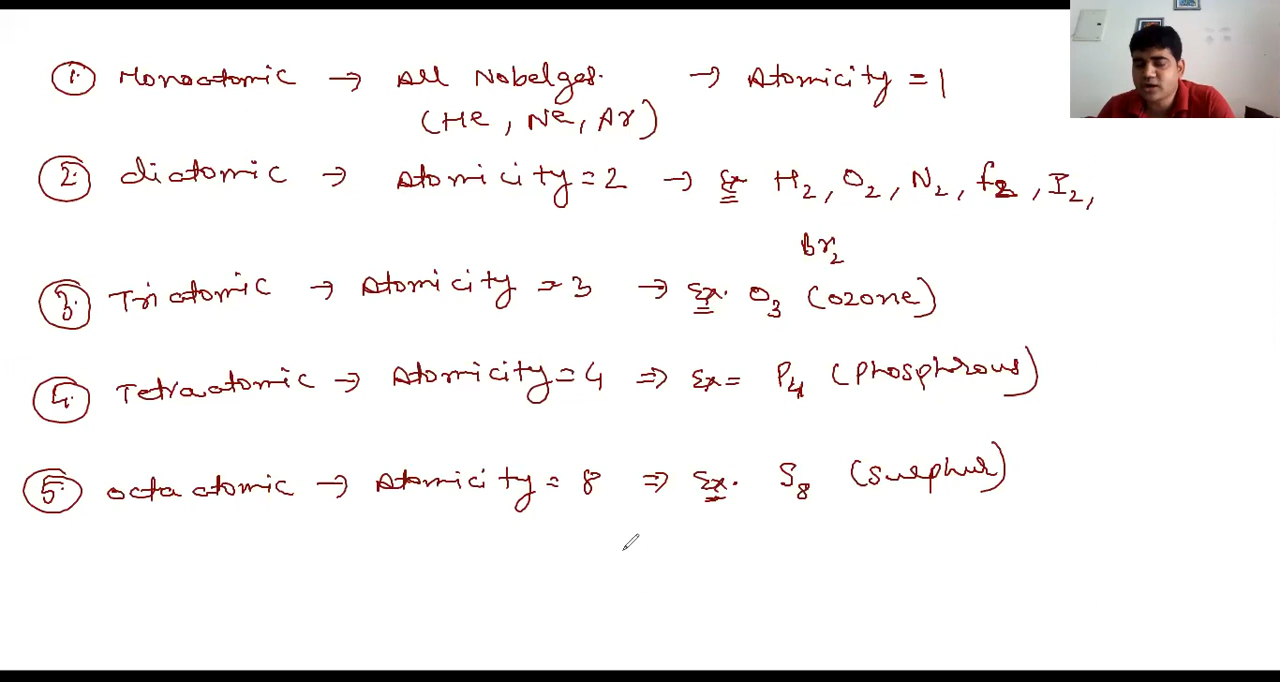 1. Monoatomic → All Nobelgas. → Atomicity = 1
(He, Ne, Ar)
2. diatomic → Atomicity = 2 → Ex H₂, O₂, N₂, f₂, I₂,
br₂
3. Triatomic → Atomicity = 3 → Ex. O₃ (ozone)
4. Tetraatomic → Atomicity = 4 ⇒ Ex = P₄ (Phosphorous)
5. octa atomic → Atomicity = 8 ⇒ Ex. S₈ (Sulphur)